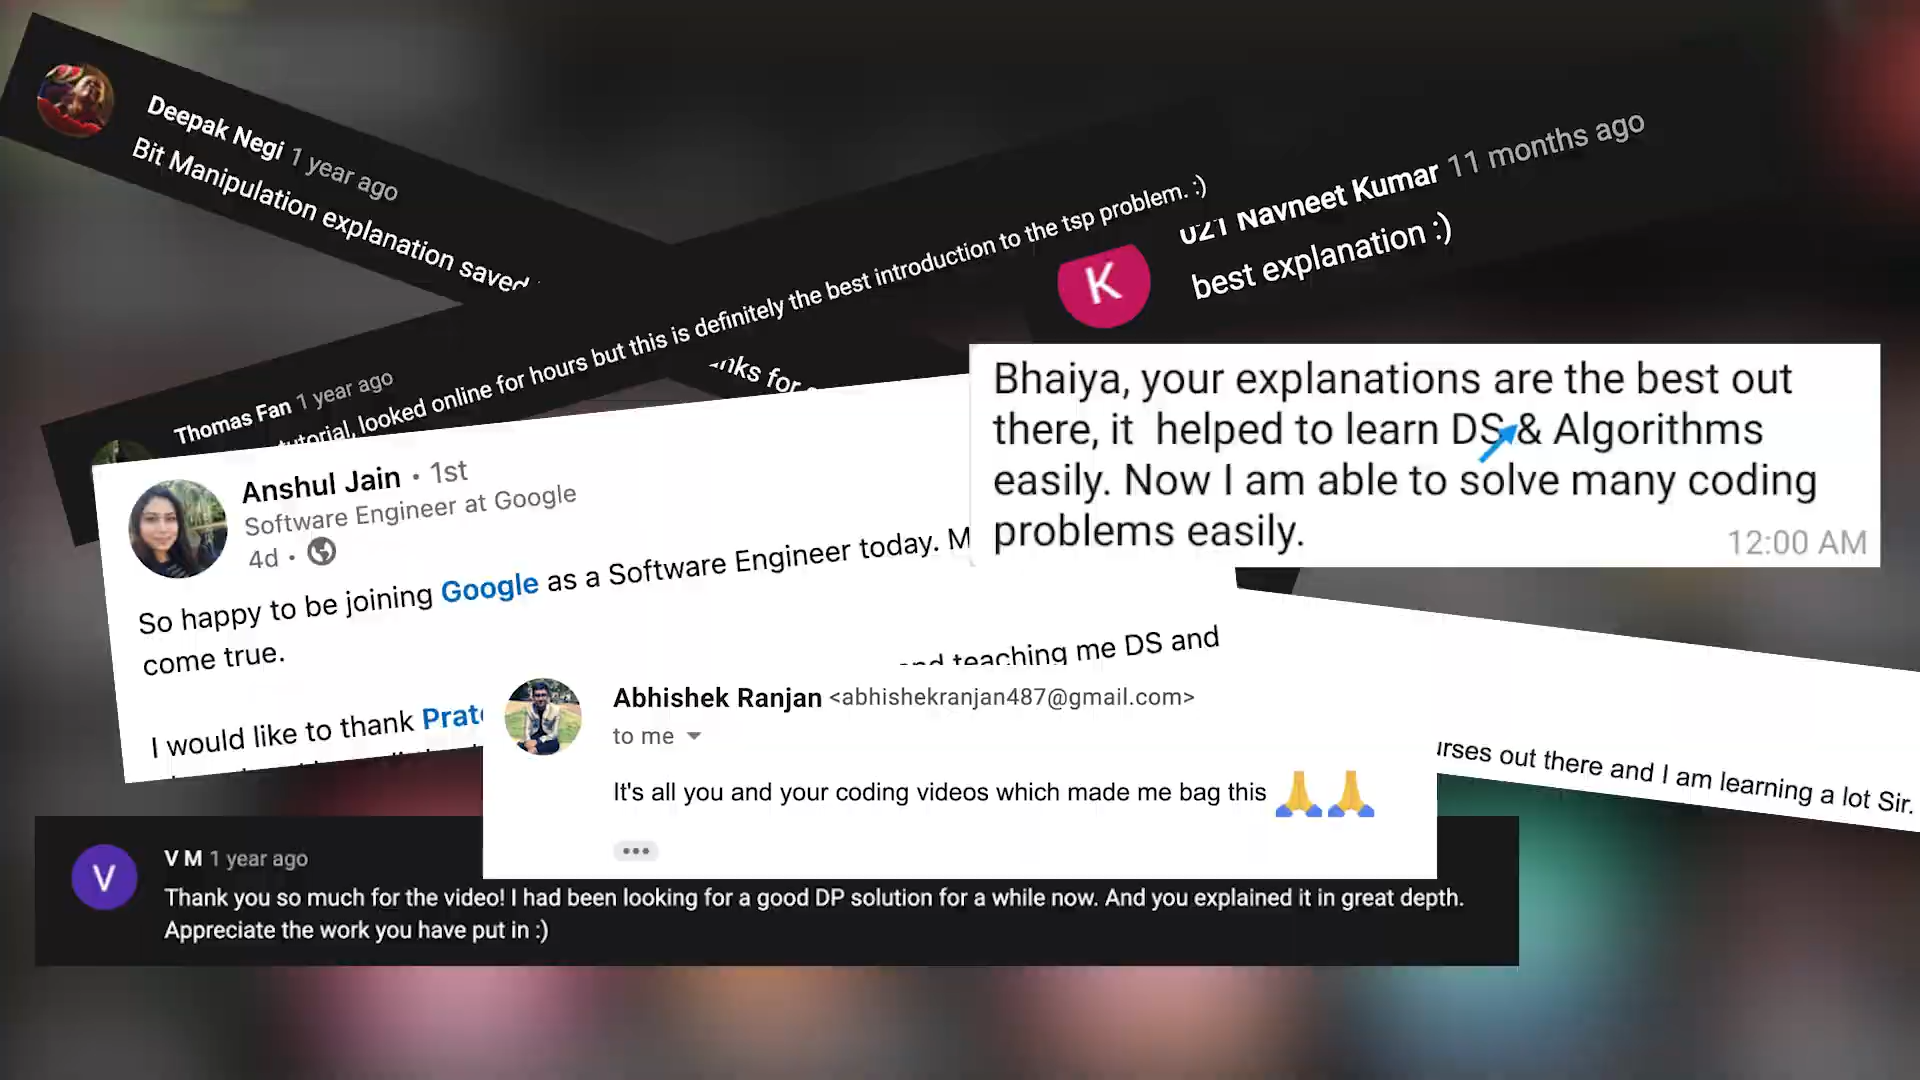 Deepak Negi 1 year ago
Bit Manipulation explanation saved
021 Navneet Kumar 11 months ago
K
best explanation :)
Thomas Fan 1 year ago
looked online for hours but this is definitely the best introduction to the tsp problem. :)
for
Bhaiya, your explanations are the best out
there, it helped to learn DS & Algorithms
easily. Now I am able to solve many coding
problems easily.
12:00 AM
Anshul Jain · 1st
Software Engineer at Google
4d ·
So happy to be joining Google as a Software Engineer today. M
come true.
teaching me DS and
I would like to thank
Abhishek Ranjan <abhishekranjan487@gmail.com>
to me
It's all you and your coding videos which made me bag this 🙏🙏
•••
out there and I am learning a lot Sir.
V
V M 1 year ago
Thank you so much for the video! I had been looking for a good DP solution for a while now. And you explained it in great depth.
Appreciate the work you have put in :)